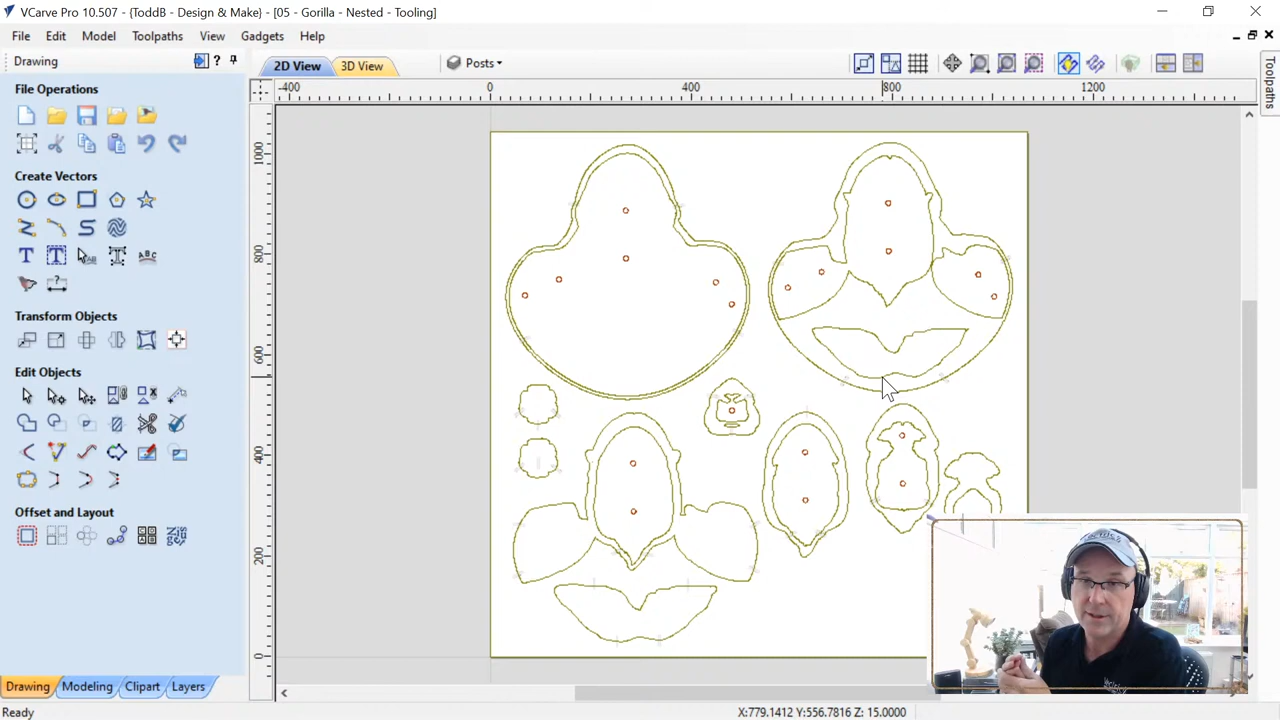 VCarve Pro 10.507 - {ToddB - Design & Make} - [05 - Gorilla - Nested - Tooling]
File Edit Model Toolpaths View Gadgets Help
Drawing
2D View 3D View Posts
-400 0 400 800 1200
File Operations
Create Vectors
Transform Objects
Edit Objects
Offset and Layout
1000
800
600
400
200
0
Toolpaths
Drawing Modeling Clipart Layers
Ready X:779.1412 Y:556.7816 Z: 15.0000